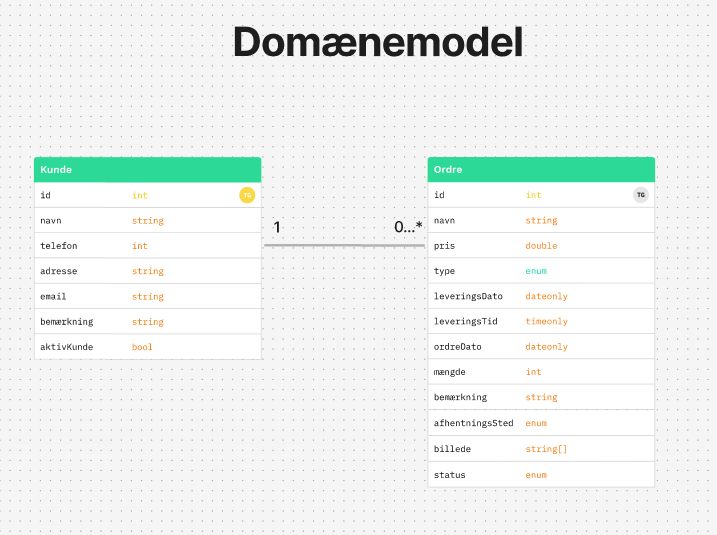 Domænemodel
Kunde
id int TG
navn string
telefon int
adresse string
email string
bemærkning string
aktivKunde bool
1 0...*
Ordre
id int TG
navn string
pris double
type enum
leveringsDato dateonly
leveringsTid timeonly
ordreDato dateonly
mængde int
bemærkning string
afhentningsSted enum
billede string[]
status enum